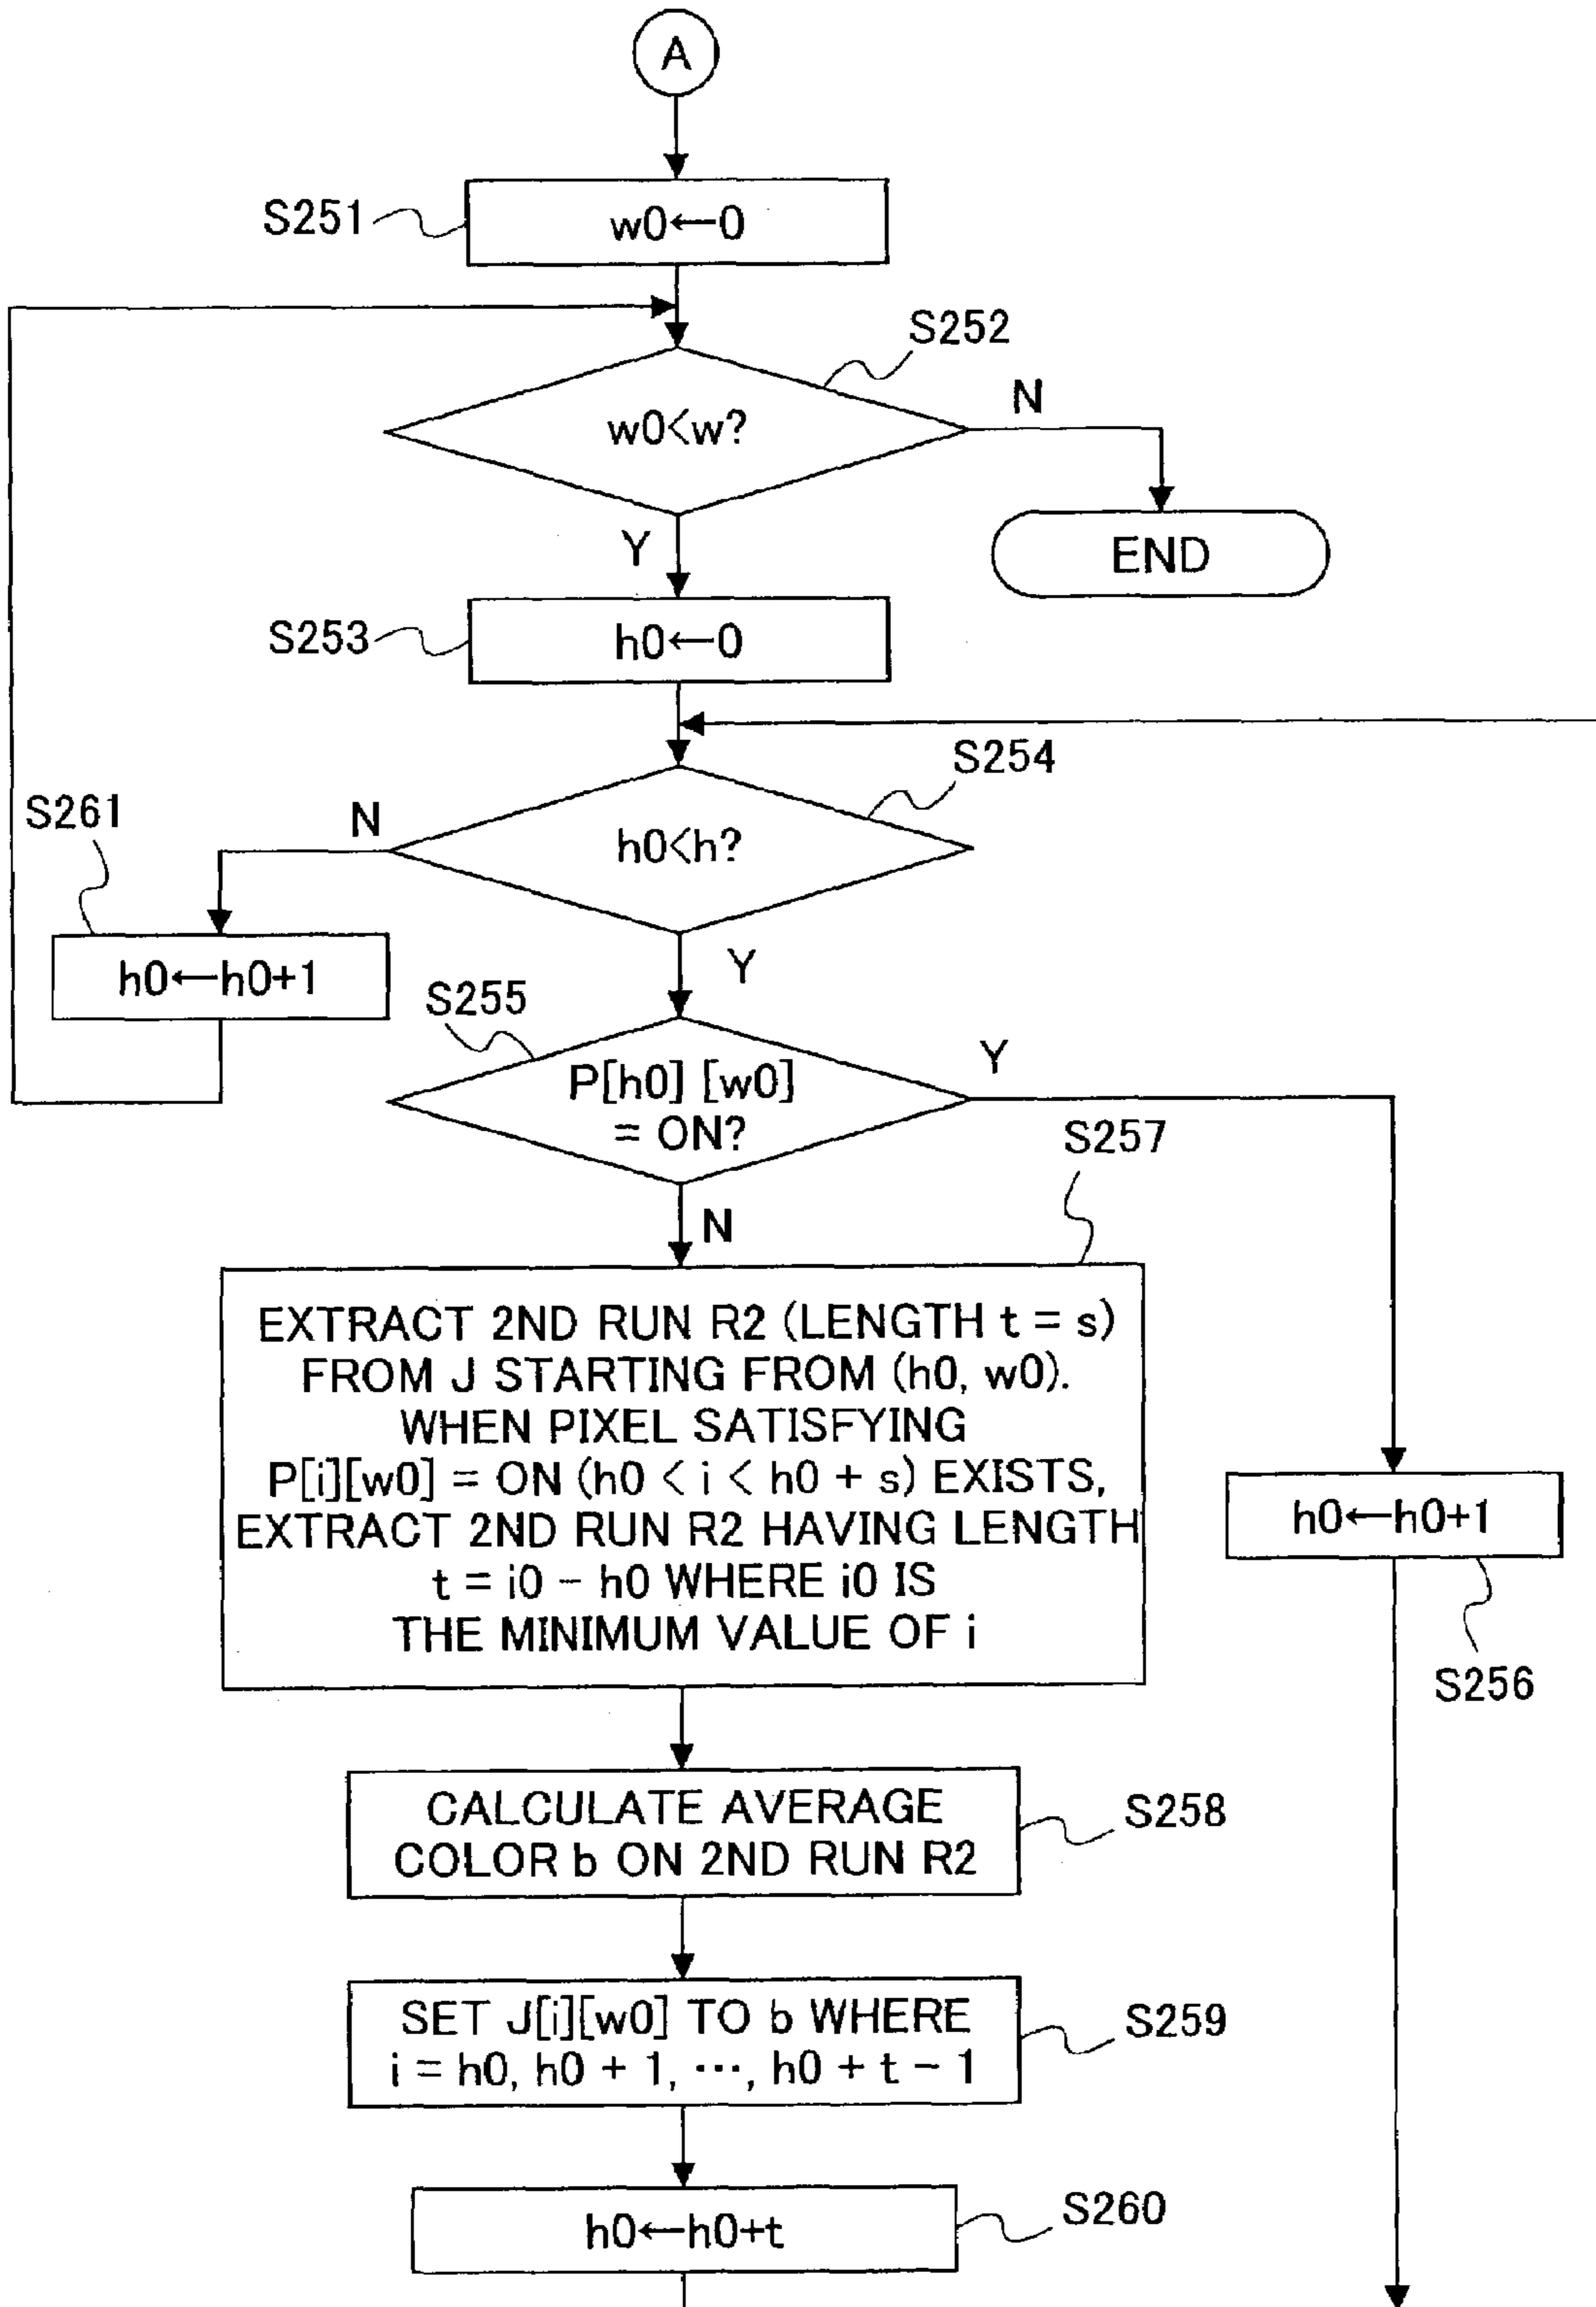 A
S251
w0←0
S252
w0<w?
N
END
Y
S253
h0←0
S254
S261
N
h0<h?
h0←h0+1
Y
S255
P[h0] [w0]
= ON?
Y
S257
N
EXTRACT 2ND RUN R2 (LENGTH t = s)
FROM J STARTING FROM (h0, w0).
WHEN PIXEL SATISFYING
P[i][w0] = ON (h0 < i < h0 + s) EXISTS,
EXTRACT 2ND RUN R2 HAVING LENGTH
t = i0 – h0 WHERE i0 IS
THE MINIMUM VALUE OF i
h0←h0+1
S256
CALCULATE AVERAGE
COLOR b ON 2ND RUN R2
S258
SET J[i][w0] TO b WHERE
i = h0, h0 + 1, ⋯, h0 + t – 1
S259
h0←h0+t
S260